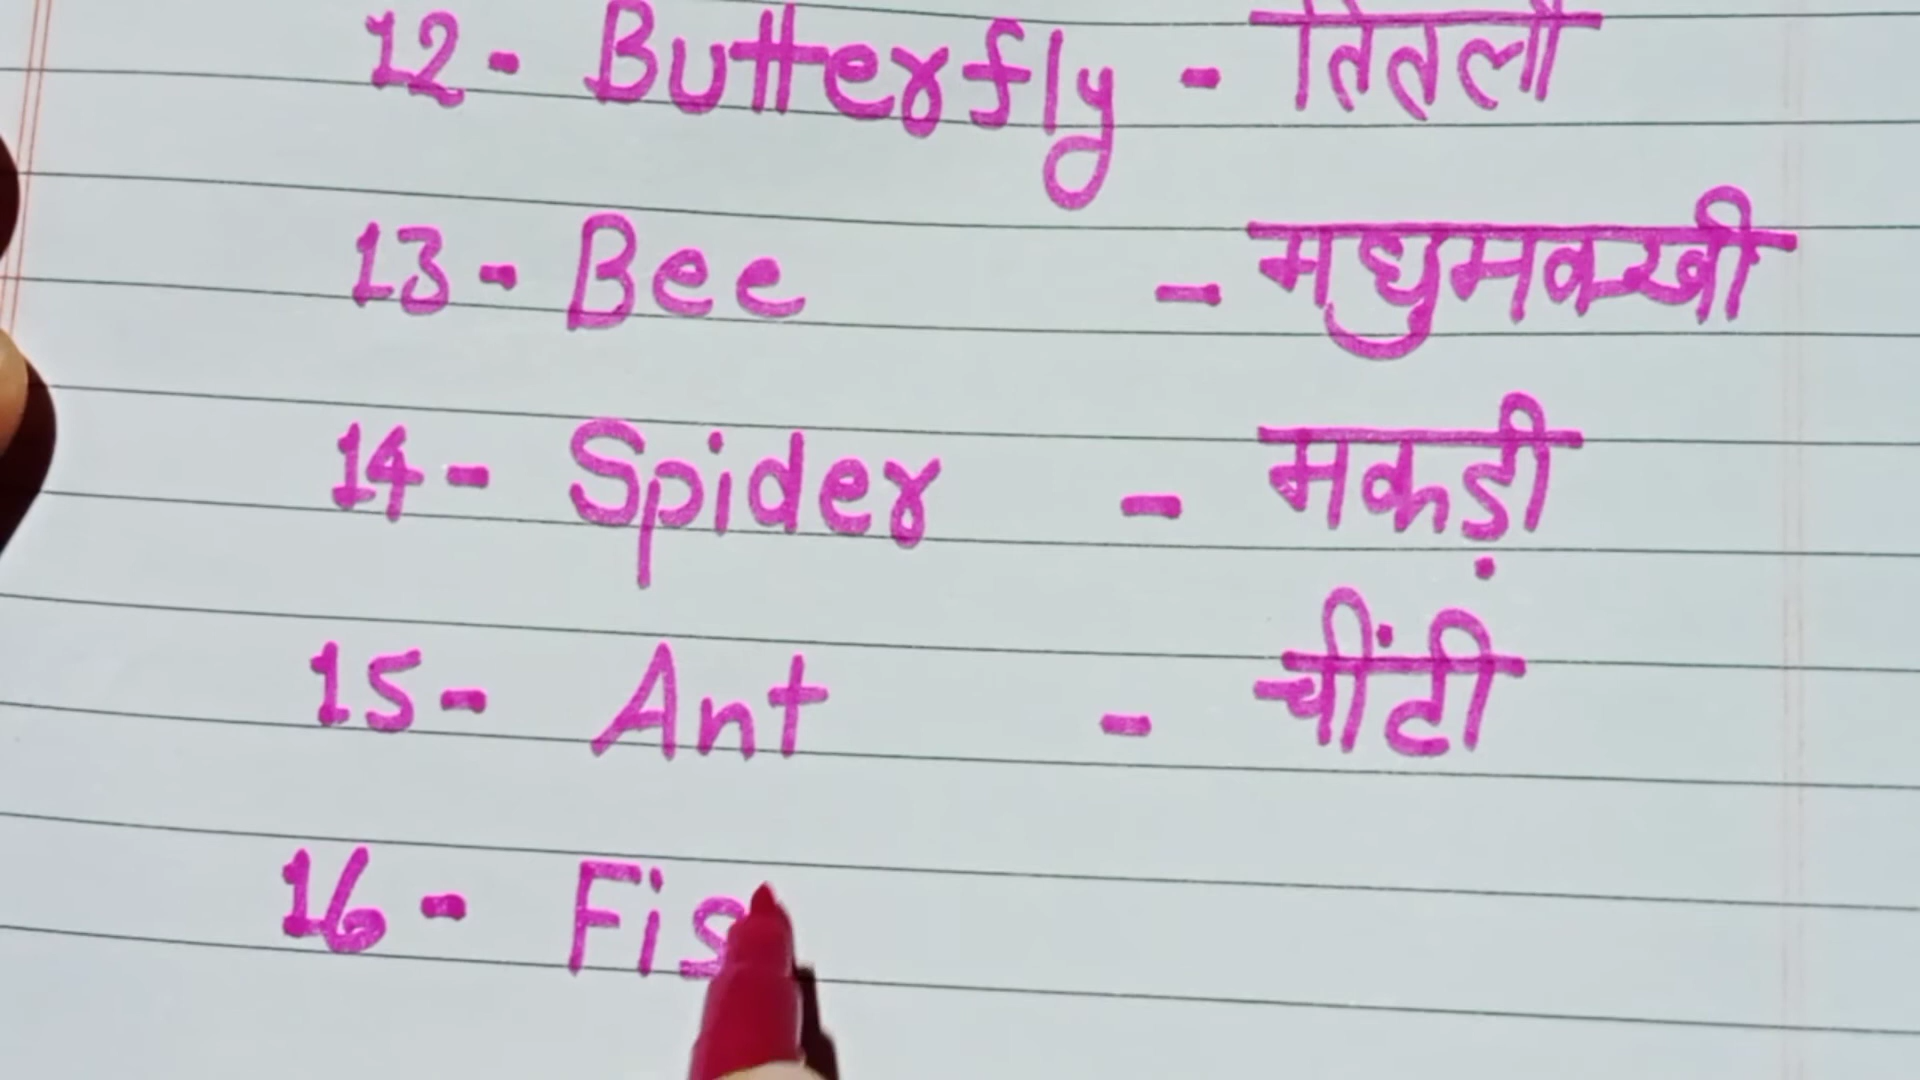 12- Butterfly - तितली
13- Bee - मधुमक्खी
14- Spider - मकड़ी
15- Ant - चींटी
16- Fis